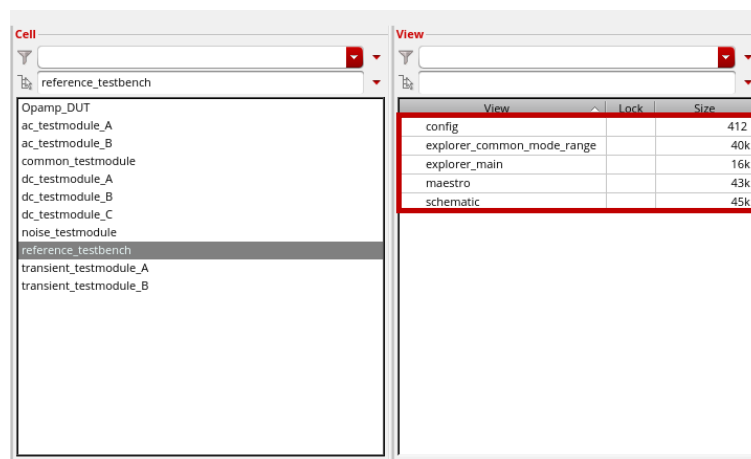 Cell
reference_testbench
Opamp_DUT
ac_testmodule_A
ac_testmodule_B
common_testmodule
dc_testmodule_A
dc_testmodule_B
dc_testmodule_C
noise_testmodule
reference_testbench
transient_testmodule_A
transient_testmodule_B
View
View Lock Size
config 412
explorer_common_mode_range 40k
explorer_main 16k
maestro 43k
schematic 45k